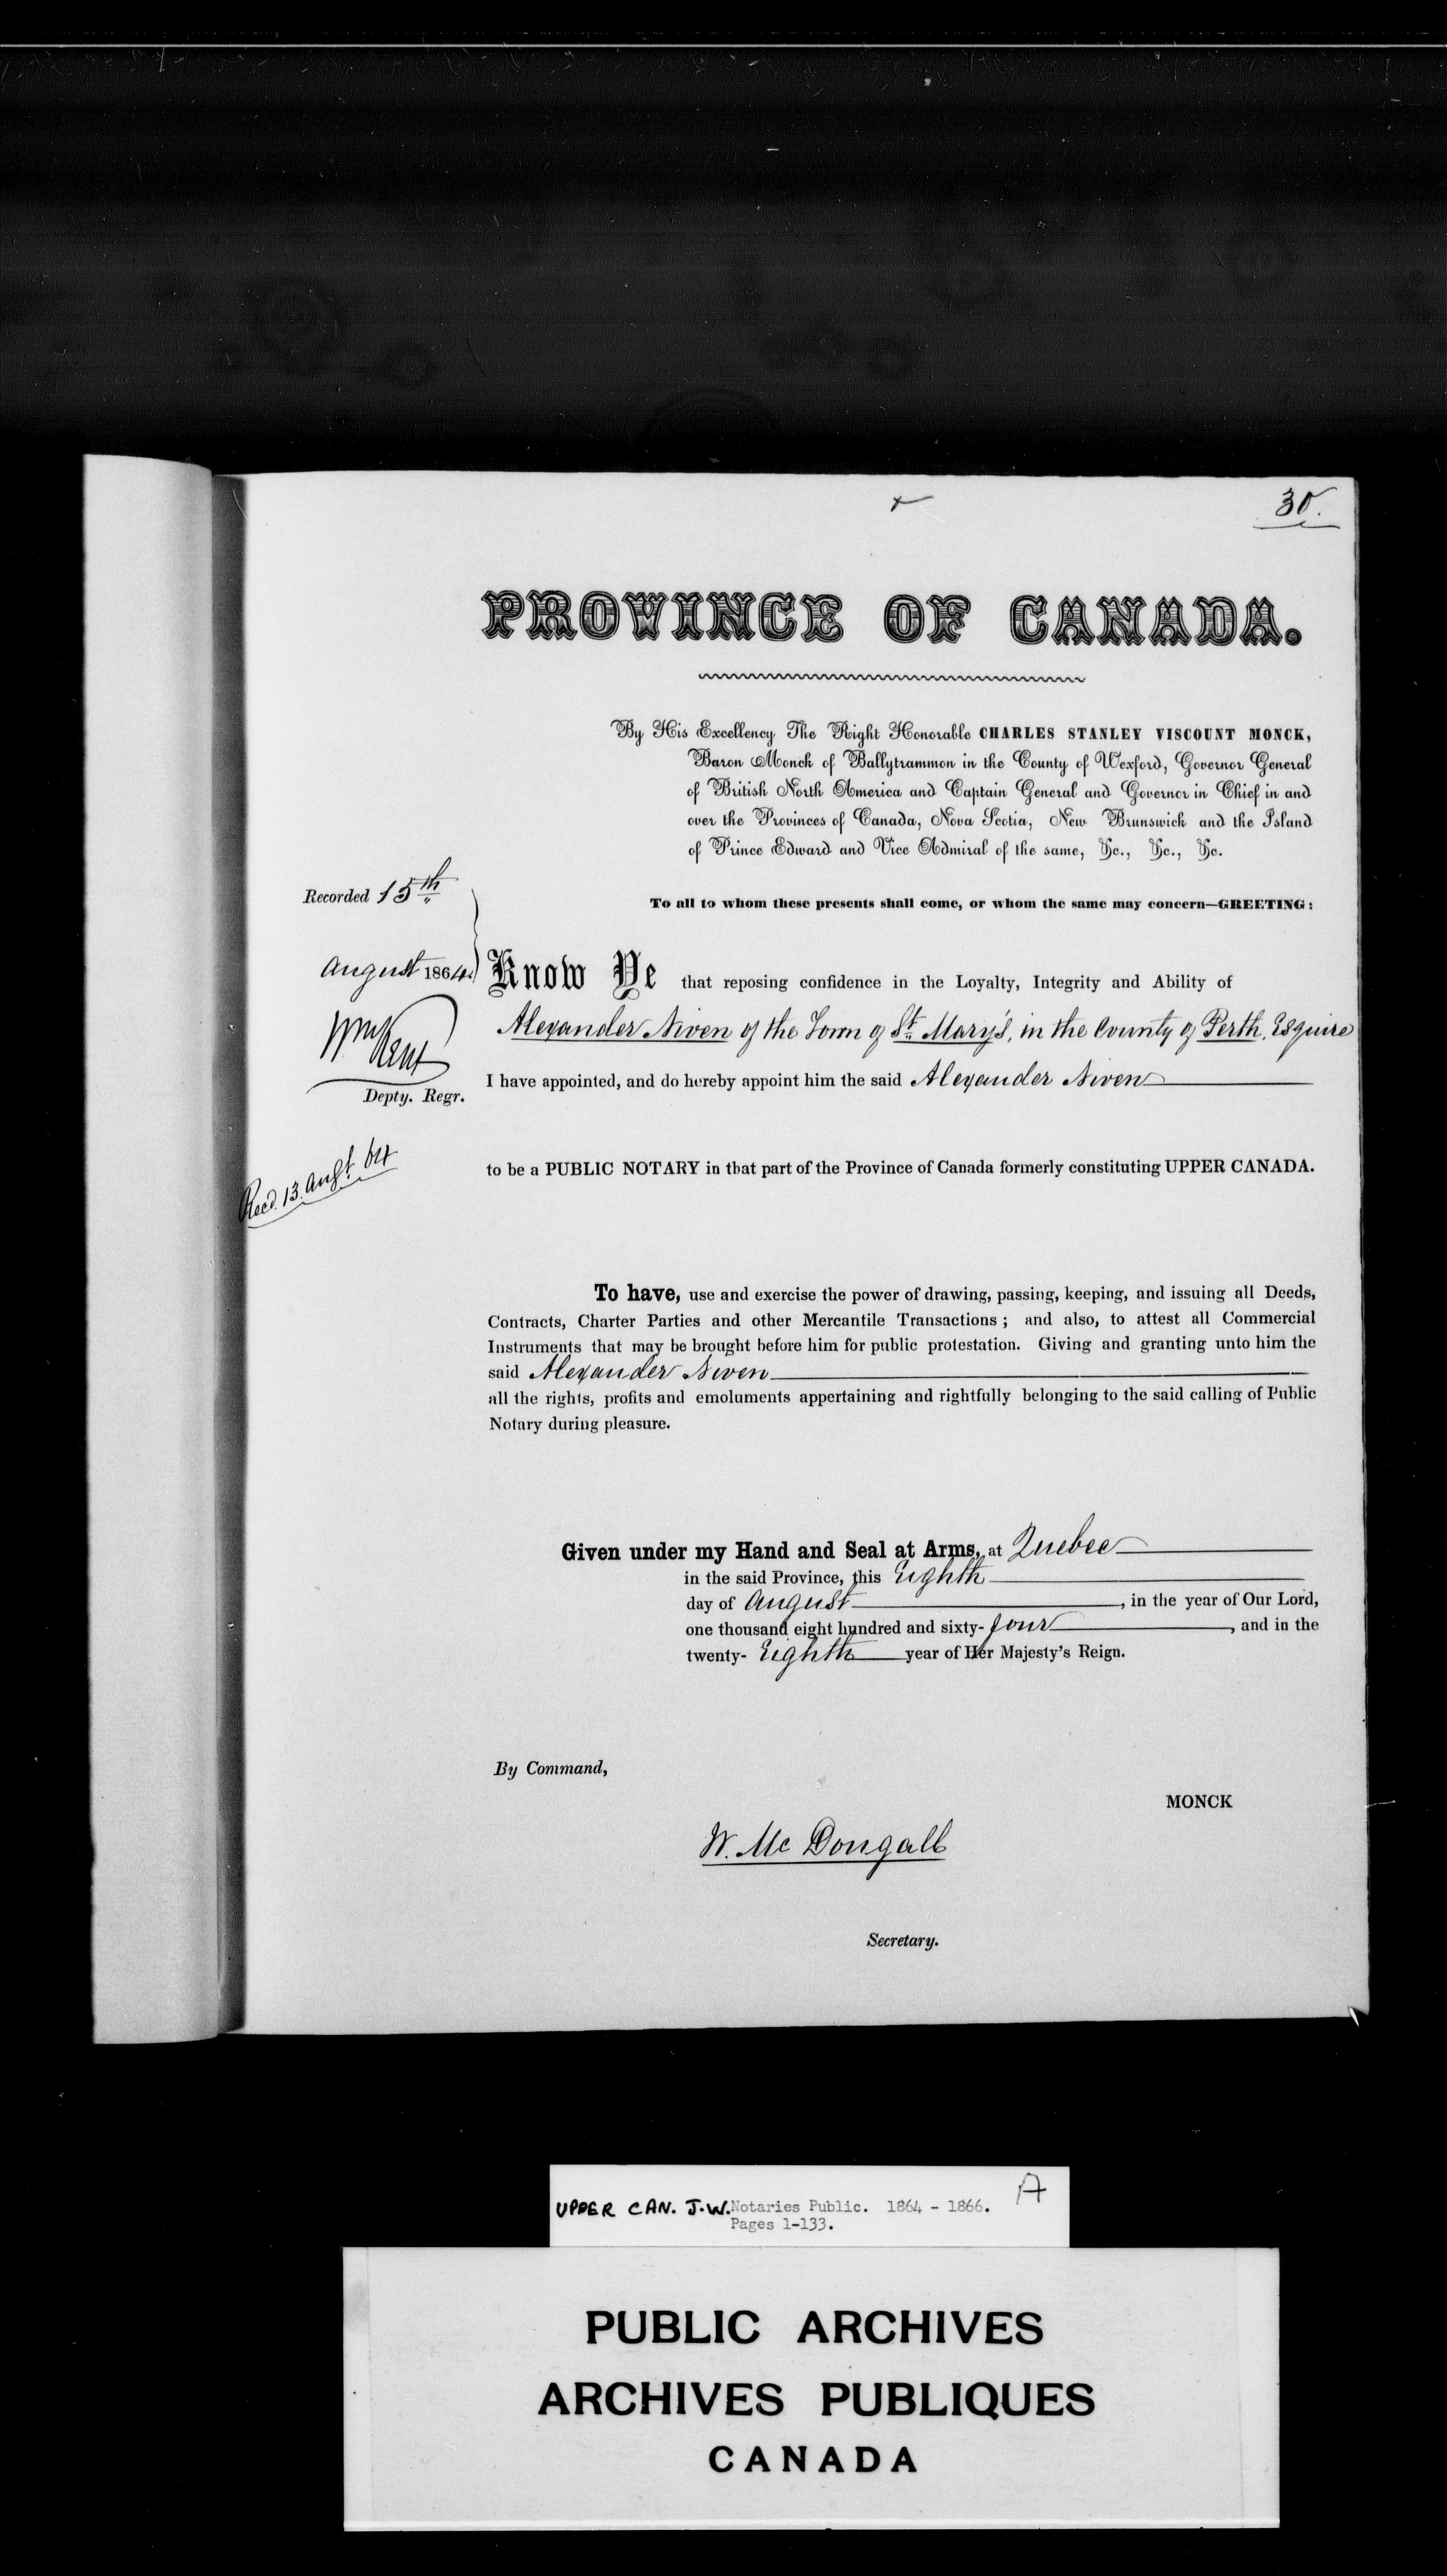 30.
PROVINCE OF CANADA.
By His Excellency The Right Honorable CHARLES STANLEY VISCOUNT MONCK,
Baron Monck of Ballytrammon in the County of Wexford, Governor General
of British North America and Captain General and Governor in Chief in and
over the Provinces of Canada, Nova Scotia, New Brunswick and the Island
of Prince Edward and Vice Admiral of the same, &c., &c., &c.
Recorded 15th
August 1864.
Wm Kent
Depty. Regr.
Recd. 13. Augt. 64
To all to whom these presents shall come, or whom the same may concern—GREETING:
Know Ye that reposing confidence in the Loyalty, Integrity and Ability of
Alexander Niven of the Town of St. Mary's, in the County of Perth, Esquire
I have appointed, and do hereby appoint him the said Alexander Niven
to be a PUBLIC NOTARY in that part of the Province of Canada formerly constituting UPPER CANADA.
To have, use and exercise the power of drawing, passing, keeping, and issuing all Deeds,
Contracts, Charter Parties and other Mercantile Transactions; and also, to attest all Commercial
Instruments that may be brought before him for public protestation. Giving and granting unto him the
said Alexander Niven
all the rights, profits and emoluments appertaining and rightfully belonging to the said calling of Public
Notary during pleasure.
Given under my Hand and Seal at Arms, at Quebec
in the said Province, this Eighth
day of August, in the year of Our Lord,
one thousand eight hundred and sixty-four, and in the
twenty-Eighth year of Her Majesty's Reign.
By Command,
MONCK
W. Mc Dougall
Secretary.
A
UPPER CAN. J.W. Notaries Public. 1864 - 1866.
Pages 1-133.
PUBLIC ARCHIVES
ARCHIVES PUBLIQUES
CANADA